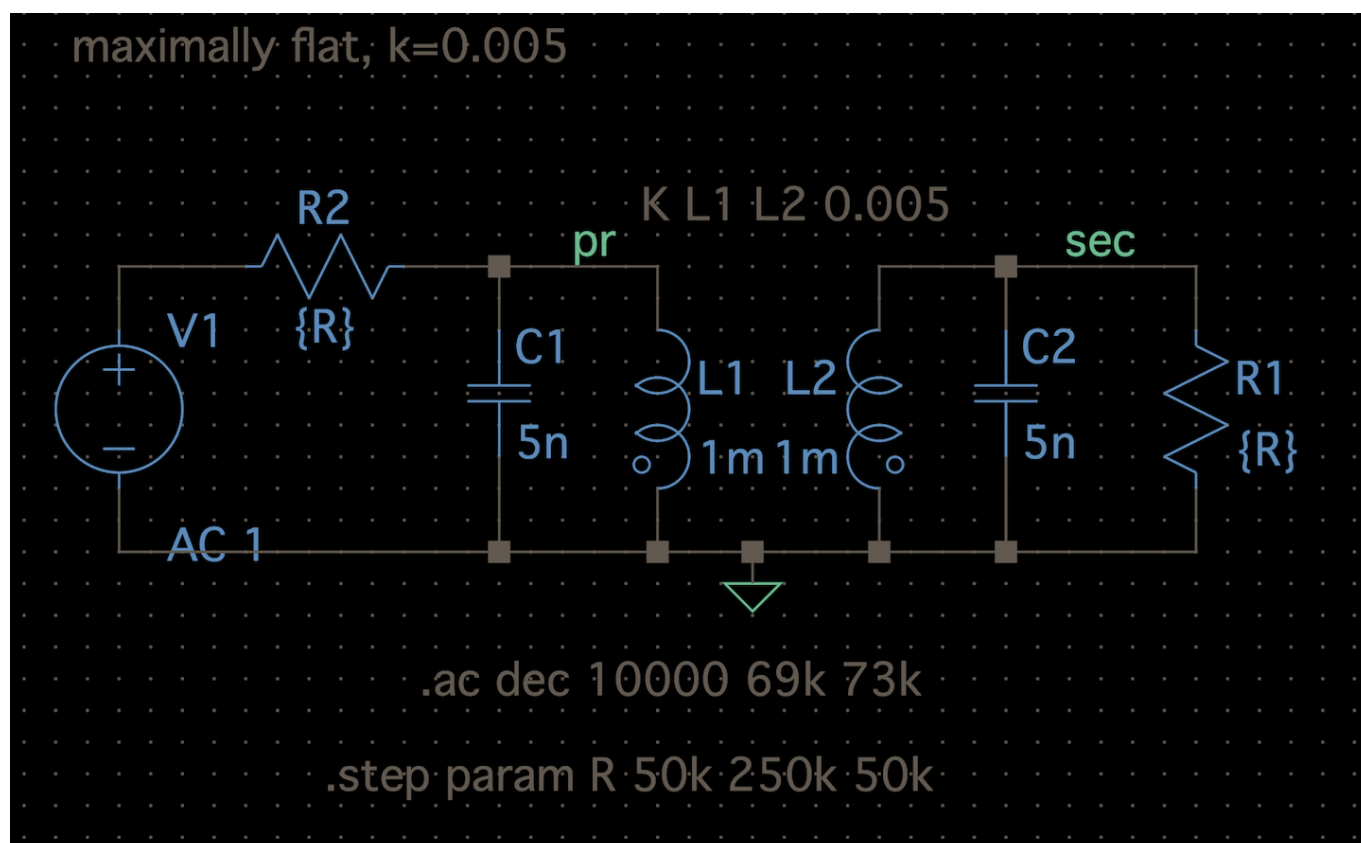 maximally flat, k=0.005
K L1 L2 0.005
R2
pr
sec
{R}
V1
C1
C2
L1
L2
R1
5n
1m
1m
5n
{R}
AC 1
.ac dec 10000 69k 73k
.step param R 50k 250k 50k